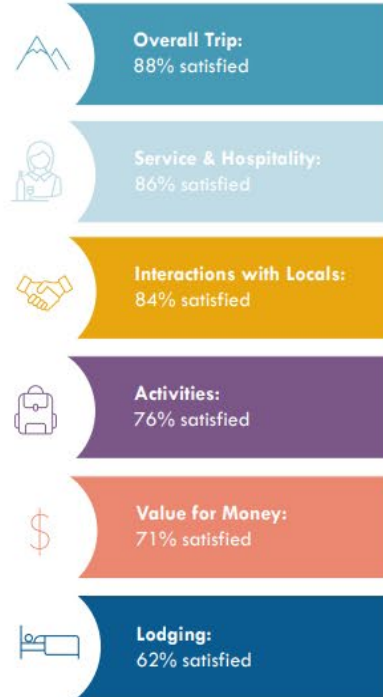 Overall Trip:
88% satisfied
Service & Hospitality:
86% satisfied
Interactions with Locals:
84% satisfied
Activities:
76% satisfied
$
Value for Money:
71% satisfied
Lodging:
62% satisfied